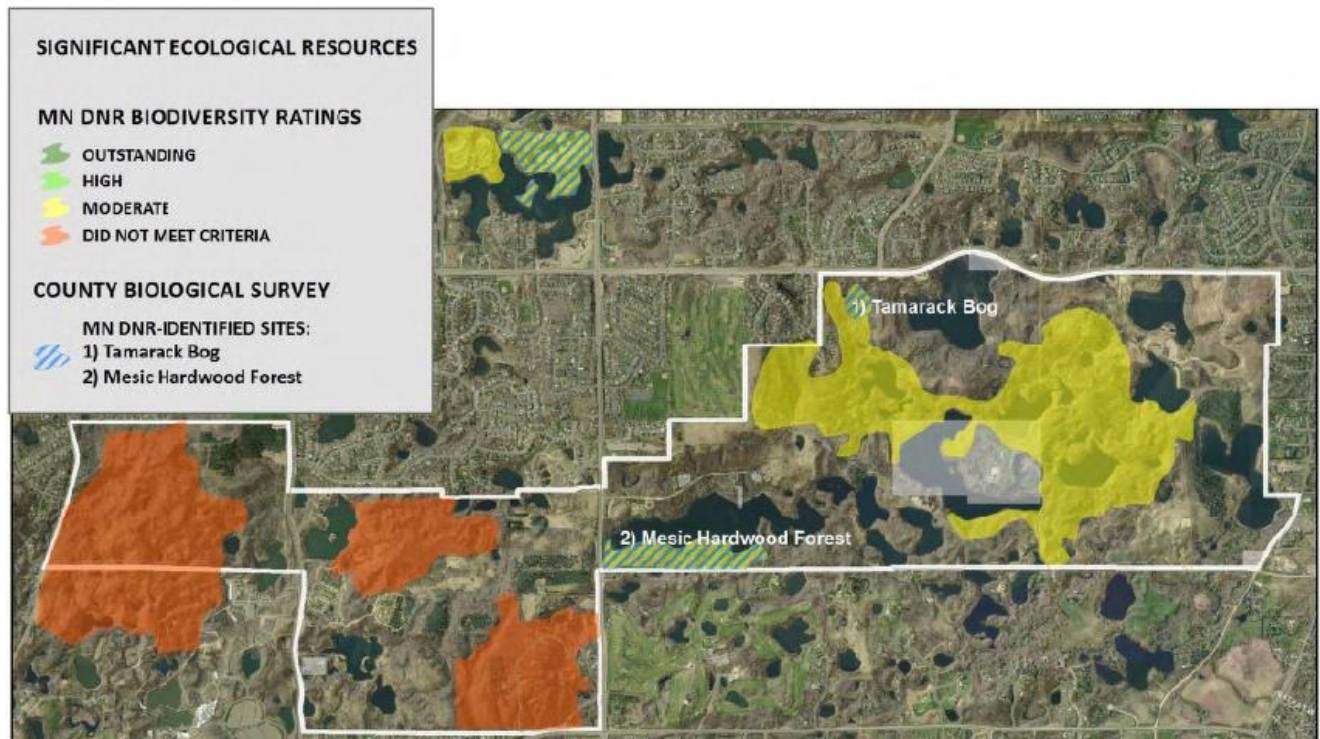 SIGNIFICANT ECOLOGICAL RESOURCES
MN DNR BIODIVERSITY RATINGS
OUTSTANDING
HIGH
MODERATE
DID NOT MEET CRITERIA
COUNTY BIOLOGICAL SURVEY
MN DNR-IDENTIFIED SITES:
1) Tamarack Bog
2) Mesic Hardwood Forest
1) Tamarack Bog
2) Mesic Hardwood Forest